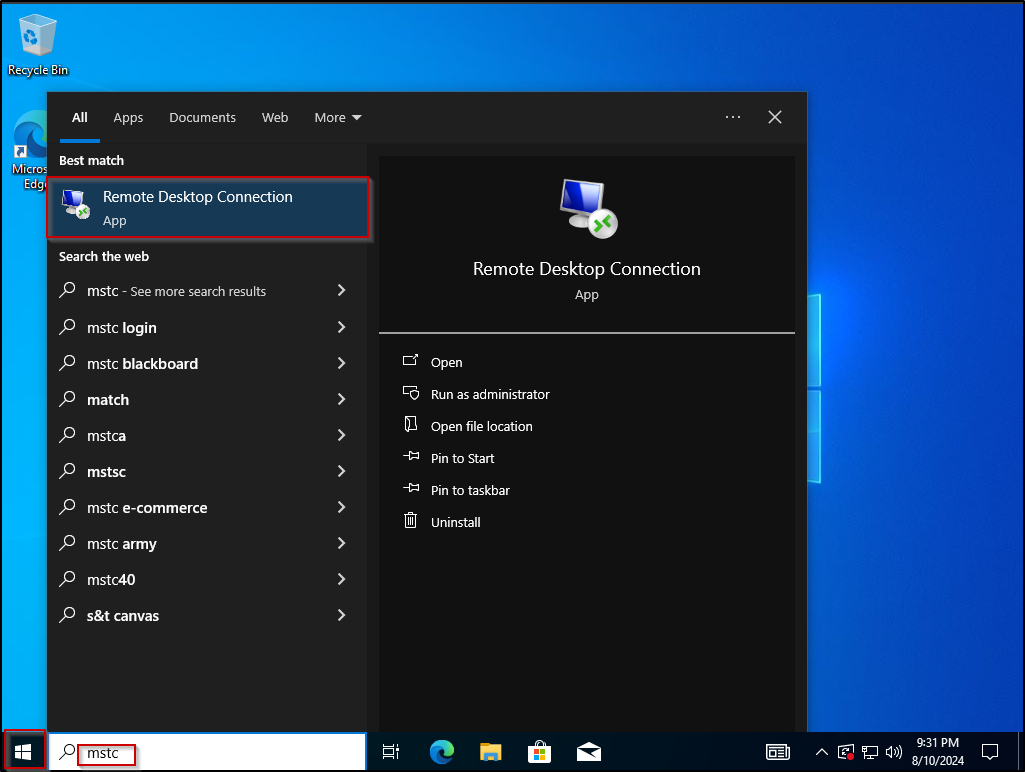 Recycle Bin
Micros
Edge
All Apps Documents Web More
Best match
Remote Desktop Connection
App
Search the web
mstc - See more search results
mstc login
mstc blackboard
match
mstca
mstsc
mstc e-commerce
mstc army
mstc40
s&t canvas
Remote Desktop Connection
App
Open
Run as administrator
Open file location
Pin to Start
Pin to taskbar
Uninstall
mstc
9:31 PM
8/10/2024